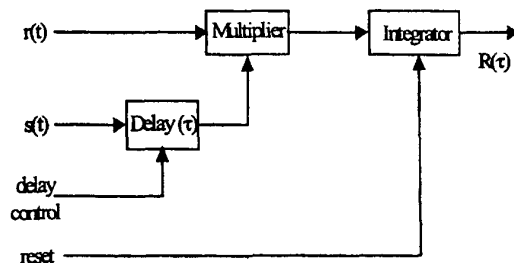 r(t)
Multiplier
Integrator
R(τ)
s(t)
Delay (τ)
delay
control
reset